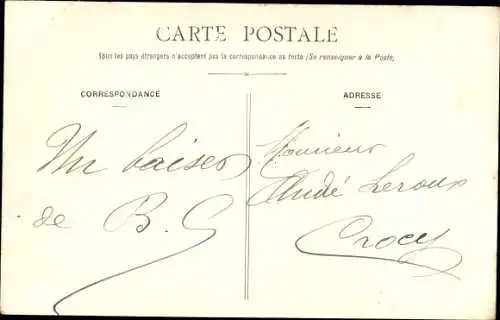 CARTE POSTALE
Tous les pays étrangers n'acceptent pas la correspondance au recto (Se renseigner à la Poste)
CORRESPONDANCE
ADRESSE
Un baiser
de B. G
Monsieur
André Leroux
Crocy